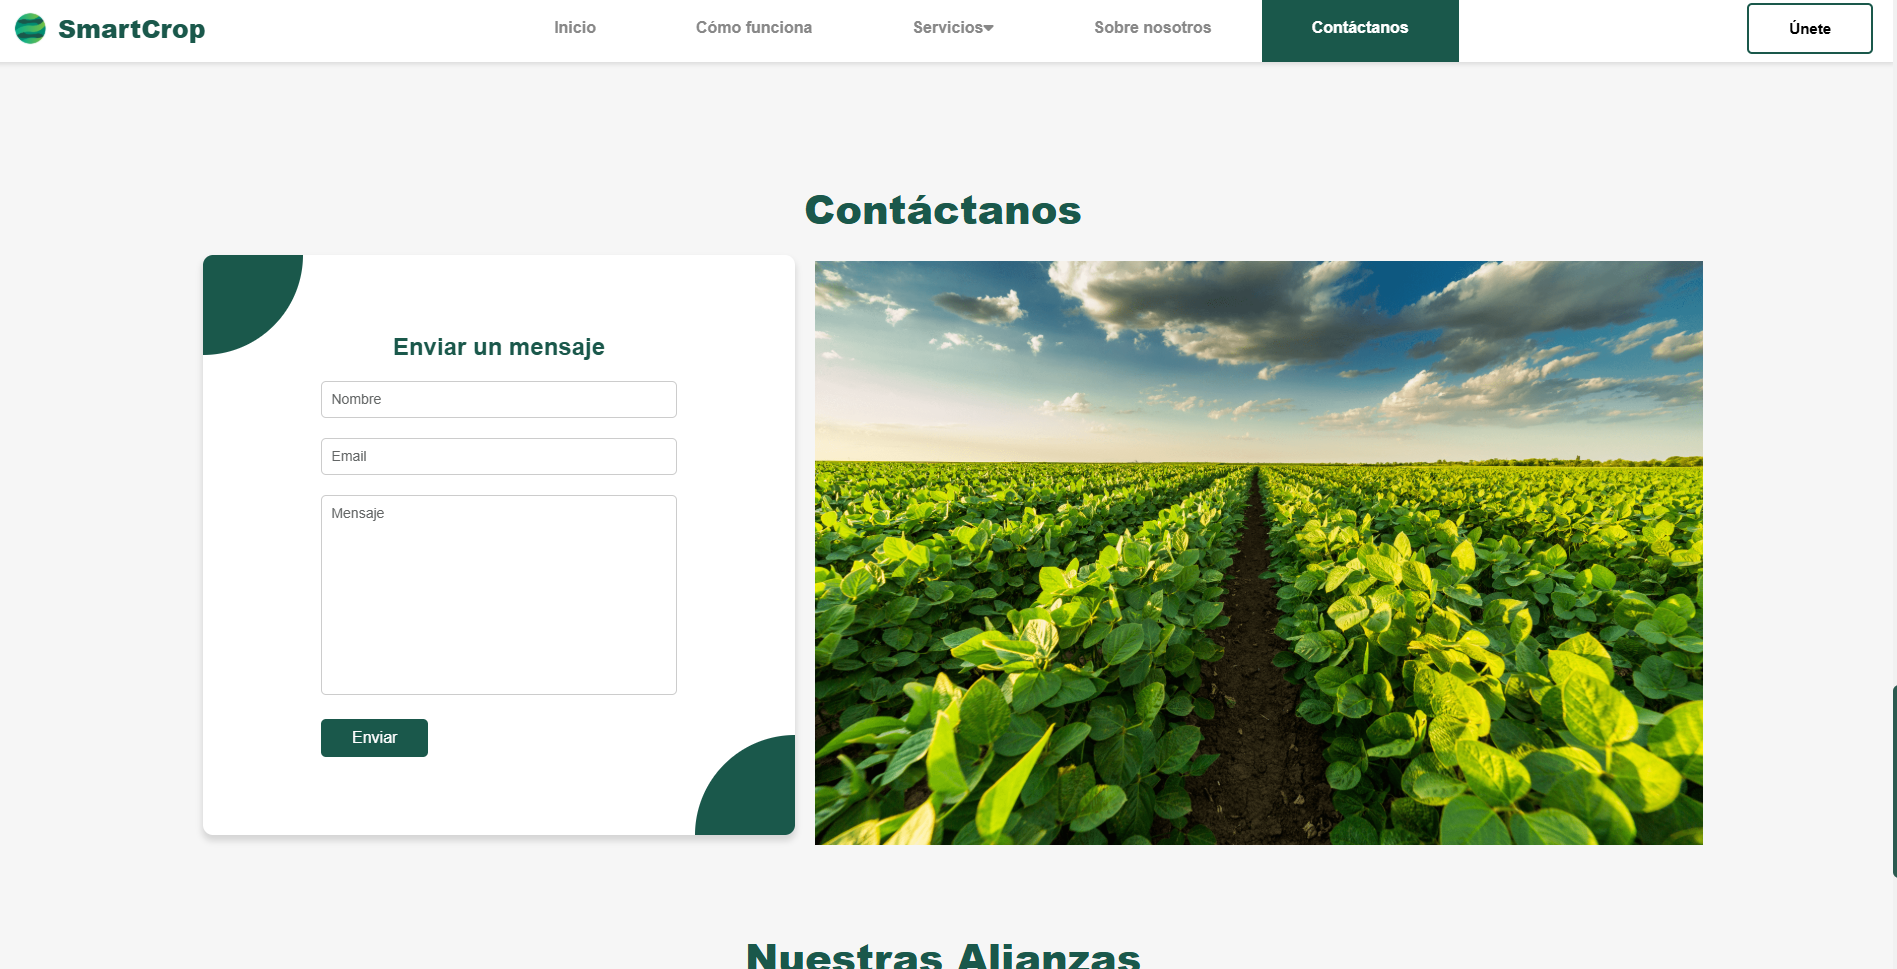 SmartCrop
Inicio
Cómo funciona
Servicios
Sobre nosotros
Contáctanos
Únete
Contáctanos
Enviar un mensaje
Nombre
Email
Mensaje
Enviar
Nuestras Alianzas